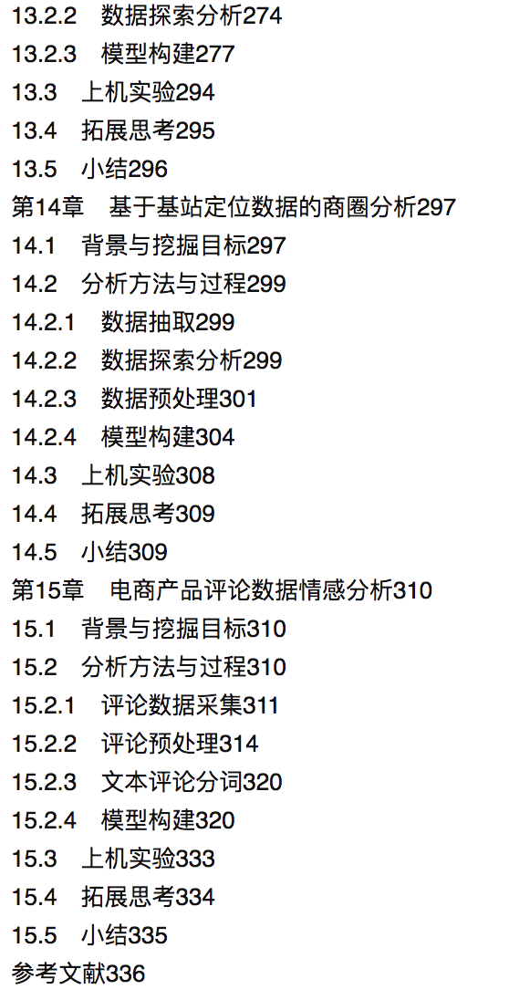 13.2.2 数据探索分析274
13.2.3 模型构建277
13.3 上机实验294
13.4 拓展思考295
13.5 小结296
第14章 基于基站定位数据的商圈分析297
14.1 背景与挖掘目标297
14.2 分析方法与过程299
14.2.1 数据抽取299
14.2.2 数据探索分析299
14.2.3 数据预处理301
14.2.4 模型构建304
14.3 上机实验308
14.4 拓展思考309
14.5 小结309
第15章 电商产品评论数据情感分析310
15.1 背景与挖掘目标310
15.2 分析方法与过程310
15.2.1 评论数据采集311
15.2.2 评论预处理314
15.2.3 文本评论分词320
15.2.4 模型构建320
15.3 上机实验333
15.4 拓展思考334
15.5 小结335
参考文献336